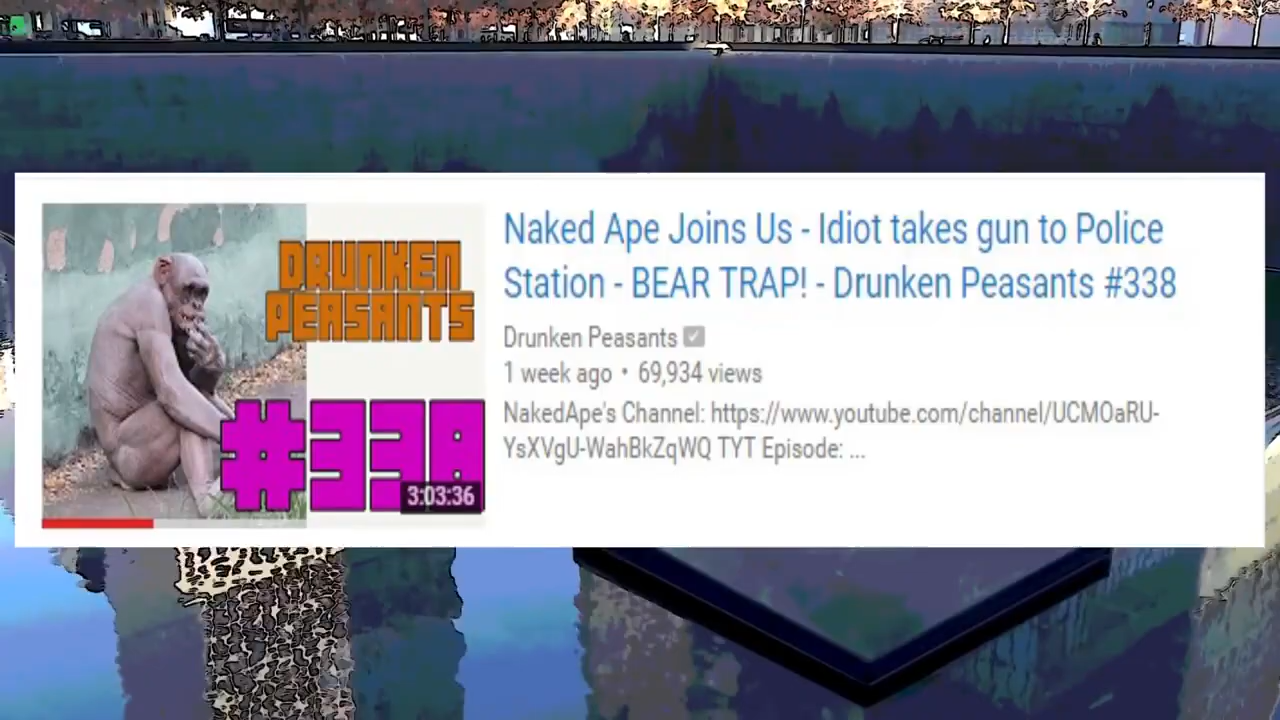 DRUNKEN
PEASANTS
#338
3:03:36
Naked Ape Joins Us - Idiot takes gun to Police
Station - BEAR TRAP! - Drunken Peasants #338
Drunken Peasants
1 week ago • 69,934 views
NakedApe's Channel: https://www.youtube.com/channel/UCMOaRU-
YsXVgU-WahBkZqWQ TYT Episode: ...